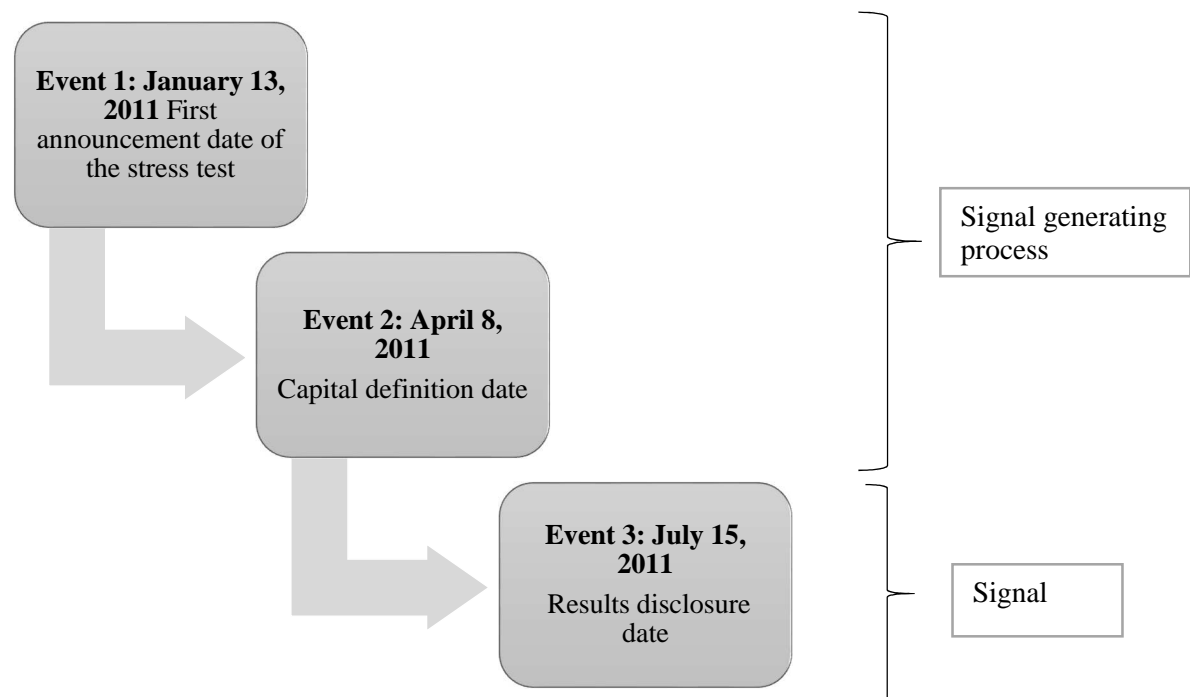 Event 1: January 13,
2011 First
announcement date of
the stress test
Signal generating
process
Event 2: April 8,
2011
Capital definition date
Event 3: July 15,
2011
Results disclosure
date
Signal